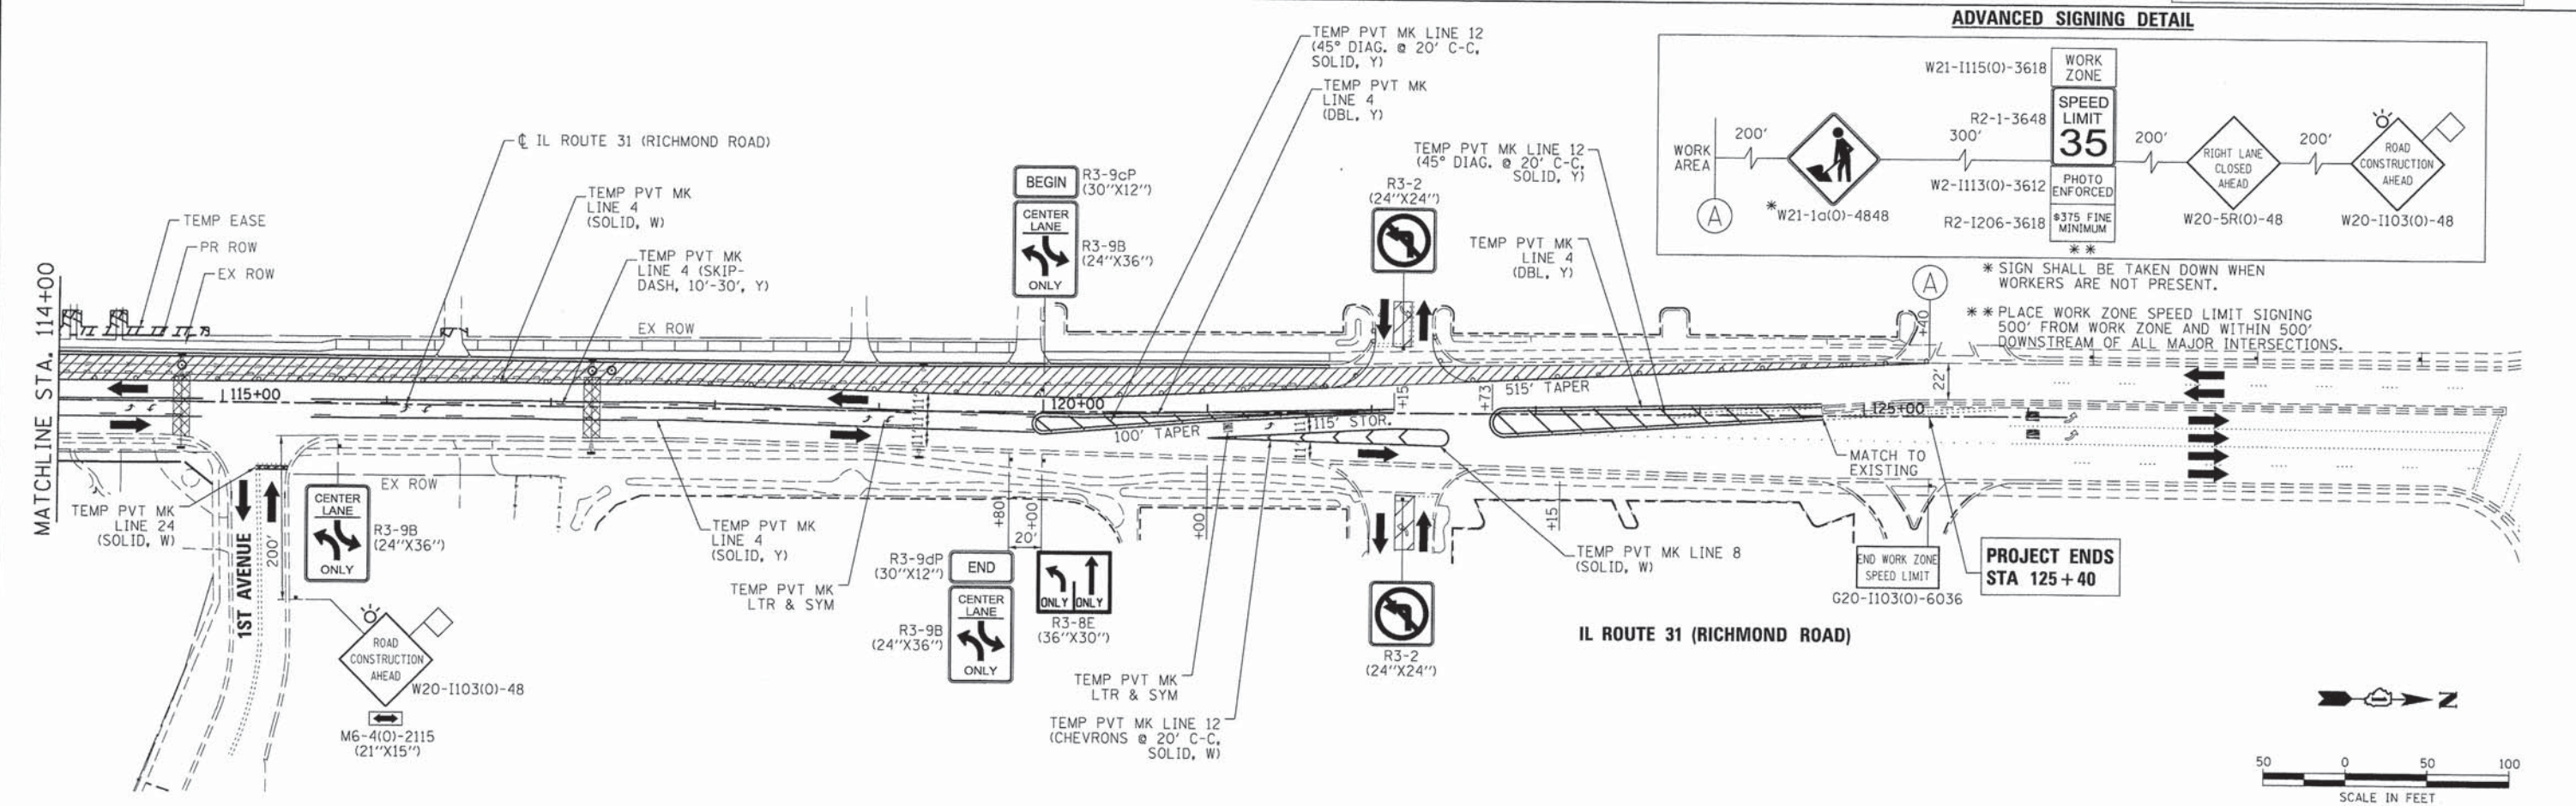 ADVANCED SIGNING DETAIL
WORK
AREA
A
200'
*W21-1a(O)-4848
300'
W21-I115(O)-3618
WORK
ZONE
R2-1-3648
SPEED
LIMIT
35
W2-I113(O)-3612
PHOTO
ENFORCED
R2-I206-3618
$375 FINE
MINIMUM
* *
200'
RIGHT LANE
CLOSED
AHEAD
W20-5R(O)-48
200'
ROAD
CONSTRUCTION
AHEAD
W20-I103(O)-48
* SIGN SHALL BE TAKEN DOWN WHEN
WORKERS ARE NOT PRESENT.
* * PLACE WORK ZONE SPEED LIMIT SIGNING
500' FROM WORK ZONE AND WITHIN 500'
DOWNSTREAM OF ALL MAJOR INTERSECTIONS.
TEMP PVT MK LINE 12
(45° DIAG. @ 20' C-C,
SOLID, Y)
TEMP PVT MK
LINE 4
(DBL, Y)
TEMP PVT MK LINE 12
(45° DIAG. @ 20' C-C,
SOLID, Y)
TEMP PVT MK
LINE 4
(DBL, Y)
R3-2
(24"X24")
BEGIN
R3-9cP
(30"X12")
CENTER
LANE
ONLY
R3-9B
(24"X36")
℄ IL ROUTE 31 (RICHMOND ROAD)
TEMP PVT MK
LINE 4
(SOLID, W)
TEMP PVT MK
LINE 4 (SKIP-
DASH, 10'-30', Y)
TEMP EASE
PR ROW
EX ROW
EX ROW
MATCHLINE STA. 114+00
115+00
120+00
125+00
11'
11'
11'
11'
100' TAPER
115' STOR.
11'
11'
+15
+73
515' TAPER
22'
+40
A
MATCH TO
EXISTING
EX ROW
TEMP PVT MK
LINE 24
(SOLID, W)
1ST AVENUE
200'
CENTER
LANE
ONLY
R3-9B
(24"X36")
ROAD
CONSTRUCTION
AHEAD
W20-I103(O)-48
M6-4(O)-2115
(21"X15")
TEMP PVT MK
LINE 4
(SOLID, Y)
TEMP PVT MK
LTR & SYM
+80
20'
20+00
R3-9dP
(30"X12")
END
R3-9B
(24"X36")
CENTER
LANE
ONLY
ONLY ONLY
R3-8E
(36"X30")
+00
TEMP PVT MK
LTR & SYM
TEMP PVT MK LINE 12
(CHEVRONS @ 20' C-C,
SOLID, W)
R3-2
(24"X24")
+15
TEMP PVT MK LINE 8
(SOLID, W)
END WORK ZONE
SPEED LIMIT
G20-I103(O)-6036
PROJECT ENDS
STA 125+40
IL ROUTE 31 (RICHMOND ROAD)
N
50 0 50 100
SCALE IN FEET